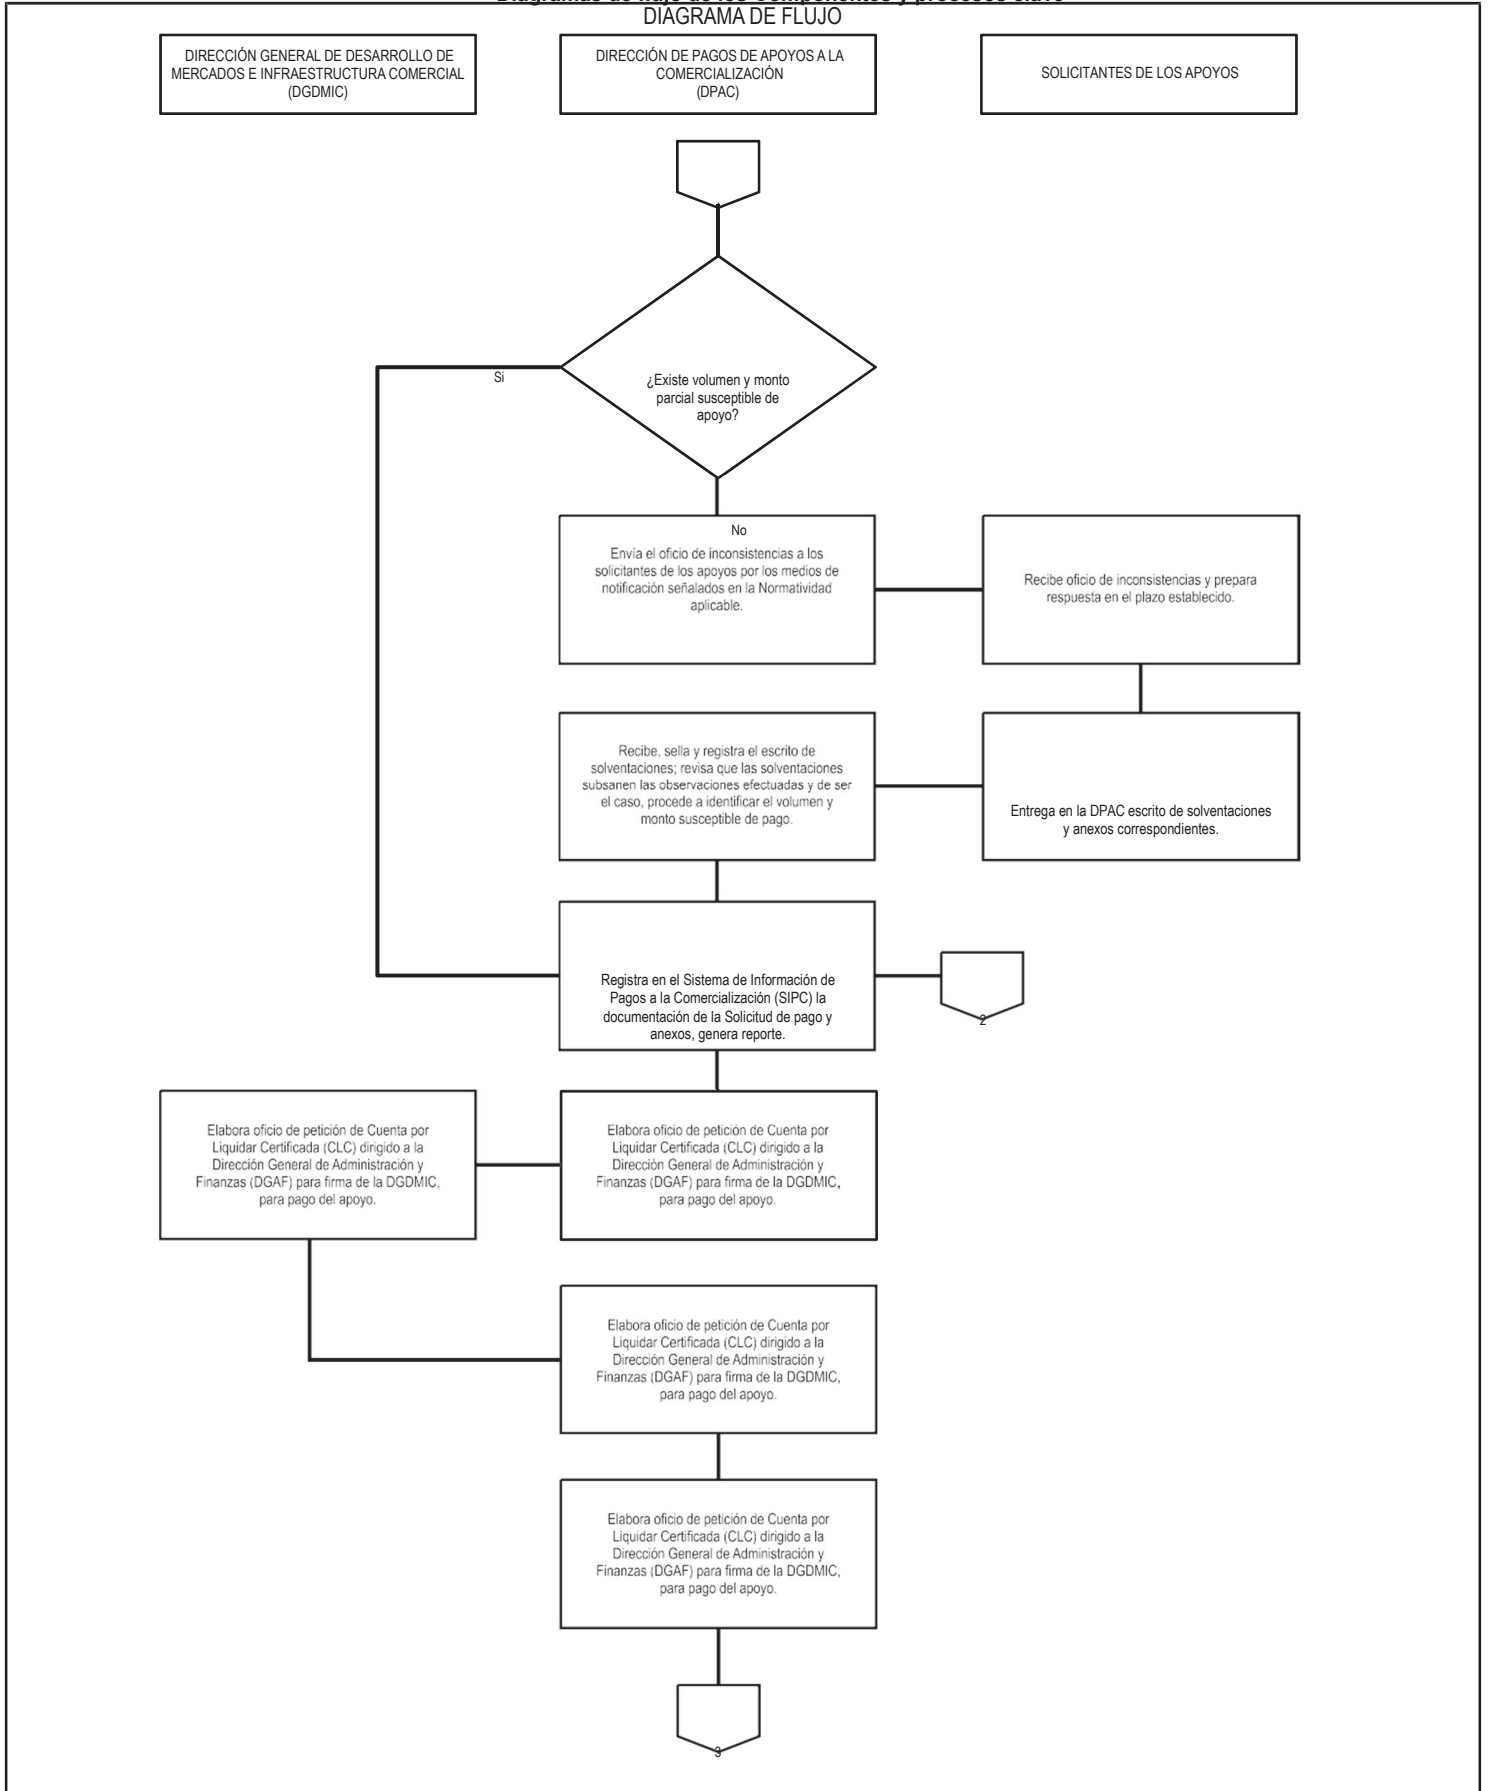 Diagramas de flujo de los Componentes y procesos clave
DIAGRAMA DE FLUJO
DIRECCIÓN GENERAL DE DESARROLLO DE
MERCADOS E INFRAESTRUCTURA COMERCIAL
(DGDMIC)
DIRECCIÓN DE PAGOS DE APOYOS A LA
COMERCIALIZACIÓN
(DPAC)
SOLICITANTES DE LOS APOYOS
Si
¿Existe volumen y monto
parcial susceptible de
apoyo?
No
Envía el oficio de inconsistencias a los
solicitantes de los apoyos por los medios de
notificación señalados en la Normatividad
aplicable.
Recibe oficio de inconsistencias y prepara
respuesta en el plazo establecido.
Recibe, sella y registra el escrito de
solventaciones; revisa que las solventaciones
subsanen las observaciones efectuadas y de ser
el caso, procede a identificar el volumen y
monto susceptible de pago.
Entrega en la DPAC escrito de solventaciones
y anexos correspondientes.
Registra en el Sistema de Información de
Pagos a la Comercialización (SIPC) la
documentación de la Solicitud de pago y
anexos, genera reporte.
2
Elabora oficio de petición de Cuenta por
Liquidar Certificada (CLC) dirigido a la
Dirección General de Administración y
Finanzas (DGAF) para firma de la DGDMIC,
para pago del apoyo.
Elabora oficio de petición de Cuenta por
Liquidar Certificada (CLC) dirigido a la
Dirección General de Administración y
Finanzas (DGAF) para firma de la DGDMIC,
para pago del apoyo.
Elabora oficio de petición de Cuenta por
Liquidar Certificada (CLC) dirigido a la
Dirección General de Administración y
Finanzas (DGAF) para firma de la DGDMIC,
para pago del apoyo.
Elabora oficio de petición de Cuenta por
Liquidar Certificada (CLC) dirigido a la
Dirección General de Administración y
Finanzas (DGAF) para firma de la DGDMIC,
para pago del apoyo.
3